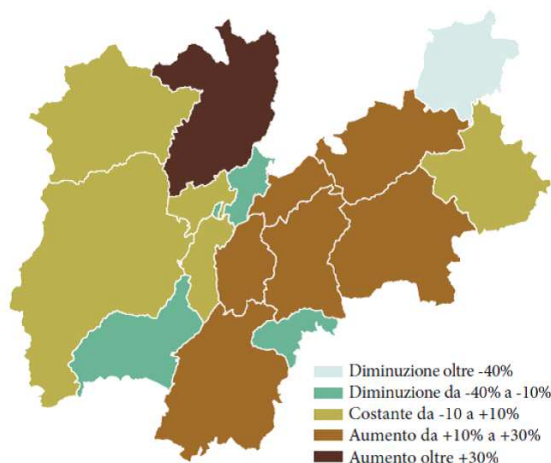 Diminuzione oltre -40%
Diminuzione da -40% a -10%
Costante da -10 a +10%
Aumento da +10% a +30%
Aumento oltre +30%